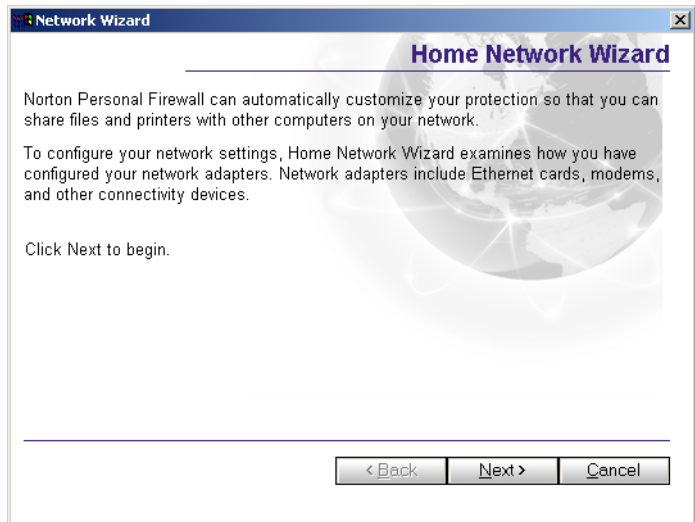 Network Wizard
Home Network Wizard
Norton Personal Firewall can automatically customize your protection so that you can
share files and printers with other computers on your network.
To configure your network settings, Home Network Wizard examines how you have
configured your network adapters. Network adapters include Ethernet cards, modems,
and other connectivity devices.
Click Next to begin.
< Back Next > Cancel